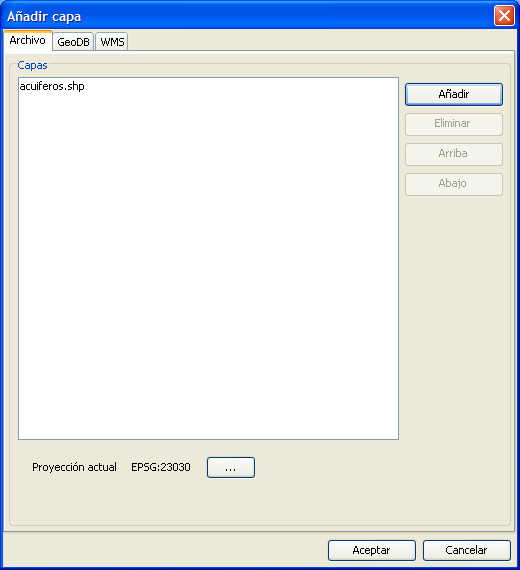 Añadir capa
Archivo GeoDB WMS
Capas
acuiferos.shp
Añadir
Eliminar
Arriba
Abajo
Proyección actual EPSG:23030 ...
Aceptar Cancelar